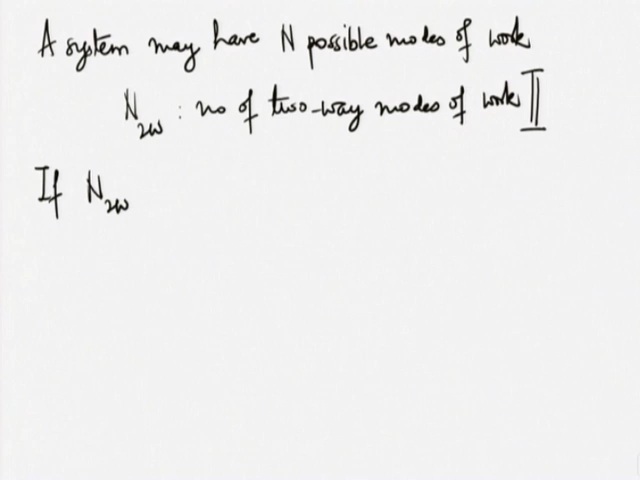 A system may have N possible modes of work
N2W : no of two-way modes of work
If N2W